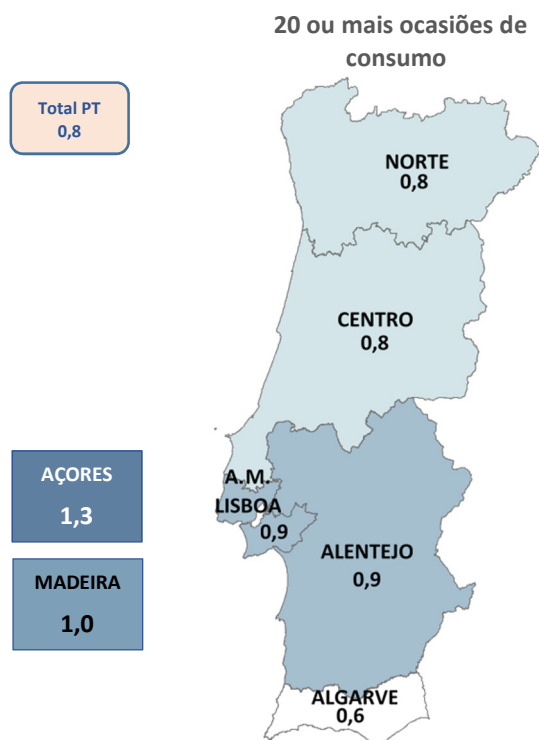 20 ou mais ocasiões de
consumo
Total PT
0,8
NORTE
0,8
CENTRO
0,8
A.M.
LISBOA
0,9
ALENTEJO
0,9
ALGARVE
0,6
AÇORES
1,3
MADEIRA
1,0